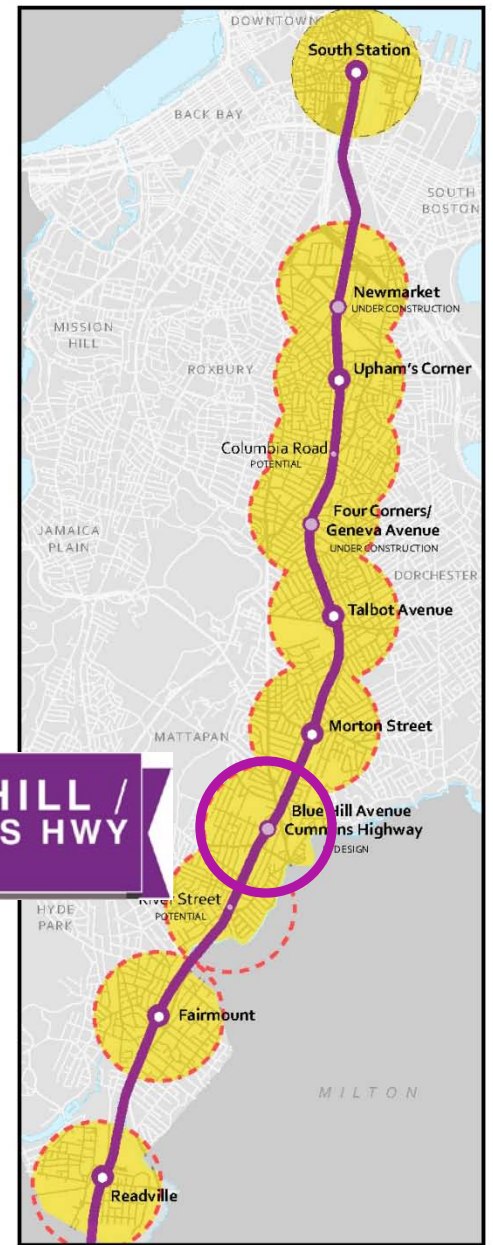 DOWNTOWN
South Station
BACK BAY
SOUTH
BOSTON
Newmarket
UNDER CONSTRUCTION
MISSION
HILL
ROXBURY
Upham's Corner
Columbia Road
POTENTIAL
Four Corners/
Geneva Avenue
UNDER CONSTRUCTION
JAMAICA
PLAIN
DORCHESTER
Talbot Avenue
Morton Street
MATTAPAN
HILL /
S HWY
Blue Hill Avenue
Cummins Highway
DESIGN
River Street
POTENTIAL
HYDE
PARK
Fairmount
MILTON
Readville